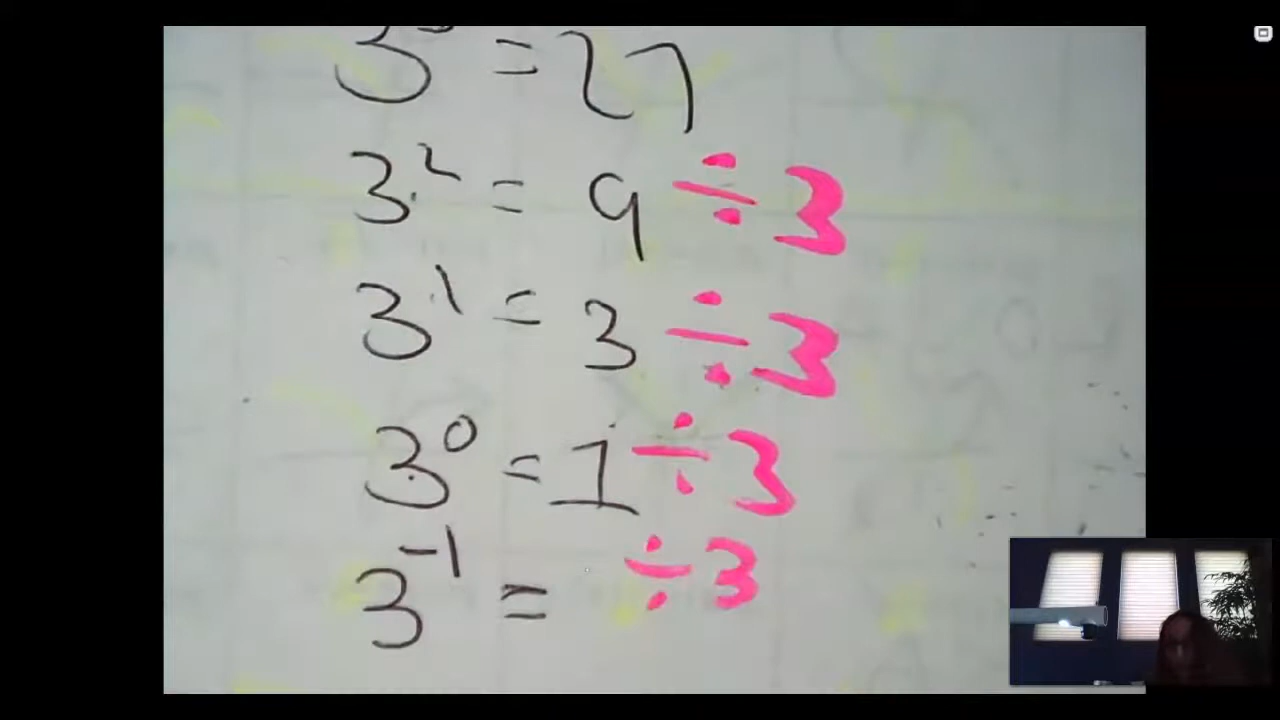 3³ = 27
3² = 9 ÷3
3¹ = 3 ÷3
3⁰ = 1 ÷3
3⁻¹ = ÷3